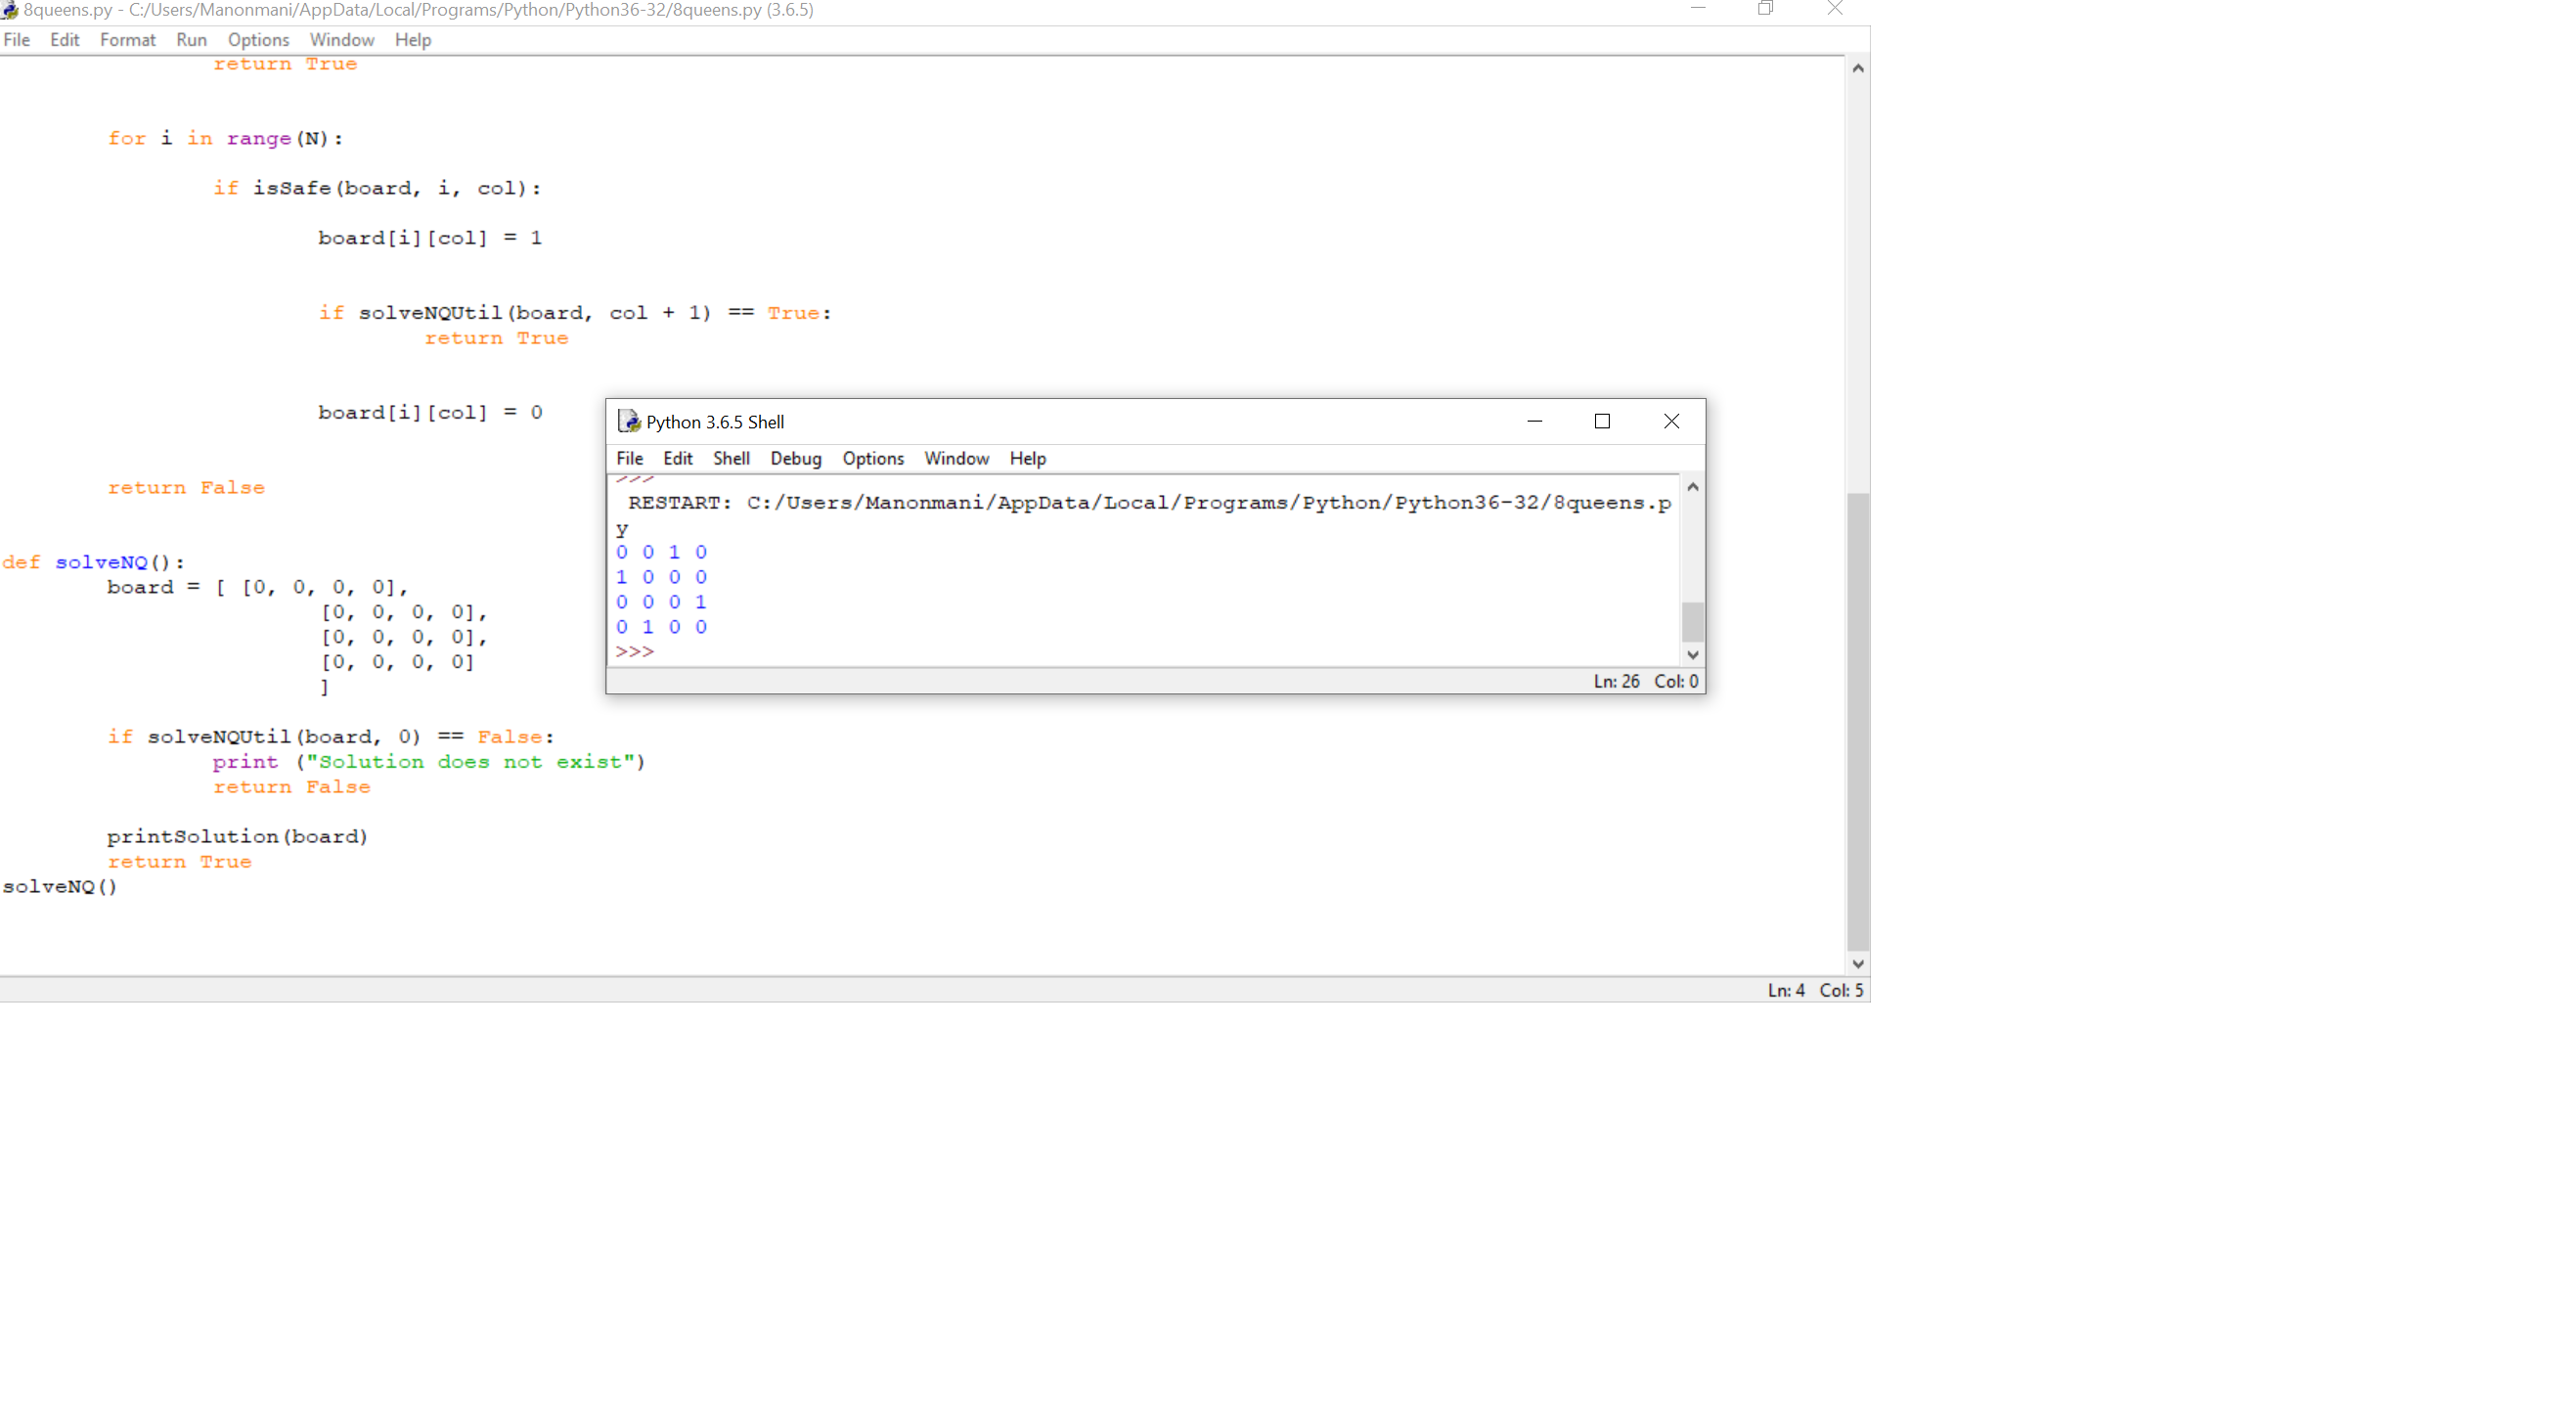 8queens.py - C:/Users/Manonmani/AppData/Local/Programs/Python/Python36-32/8queens.py (3.6.5)
File Edit Format Run Options Window Help
return True
for i in range(N):
if isSafe(board, i, col):
board[i][col] = 1
if solveNQUtil(board, col + 1) == True:
return True
board[i][col] = 0
return False
def solveNQ():
board = [ [0, 0, 0, 0],
[0, 0, 0, 0],
[0, 0, 0, 0],
[0, 0, 0, 0]
]
if solveNQUtil(board, 0) == False:
print ("Solution does not exist")
return False
printSolution(board)
return True
solveNQ()
Ln: 4 Col: 5
Python 3.6.5 Shell
File Edit Shell Debug Options Window Help
>>>
RESTART: C:/Users/Manonmani/AppData/Local/Programs/Python/Python36-32/8queens.p
y
0 0 1 0
1 0 0 0
0 0 0 1
0 1 0 0
>>>
Ln: 26 Col: 0